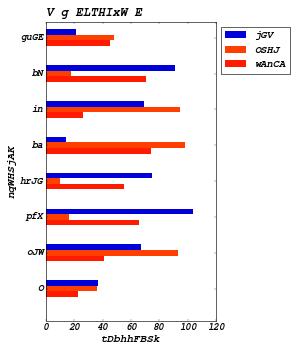 V g ELTHIxW E
jGV
OSHJ
wAnCA
guGE
bN
in
ba
hrJG
pfX
oJW
O
ngWHSjAK
0 20 40 60 80 100 120
tDbhhFBSk